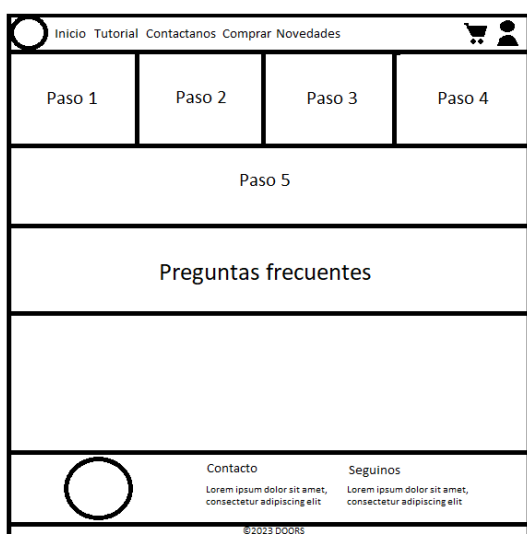 Inicio Tutorial Contactanos Comprar Novedades
Paso 1
Paso 2
Paso 3
Paso 4
Paso 5
Preguntas frecuentes
Contacto
Lorem ipsum dolor sit amet,
consectetur adipiscing elit
Seguinos
Lorem ipsum dolor sit amet,
consectetur adipiscing elit
©2023 DOORS